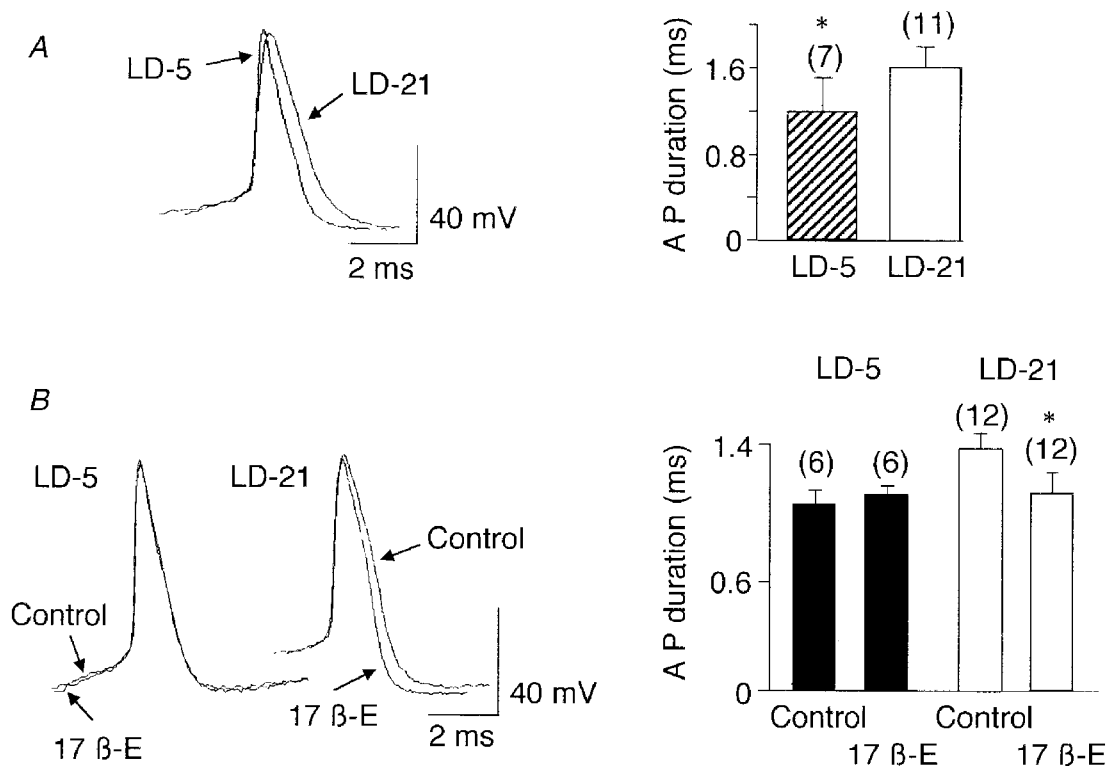 A
LD-5
LD-21
40 mV
2 ms
A P duration (ms)
1.6
0.8
0
*
(7)
(11)
LD-5
LD-21
B
LD-5
LD-21
Control
Control
17 ß-E
17 ß-E
40 mV
2 ms
LD-5
LD-21
A P duration (ms)
1.4
0.6
0
(6)
(6)
(12)
*
(12)
Control
17 ß-E
Control
17 ß-E